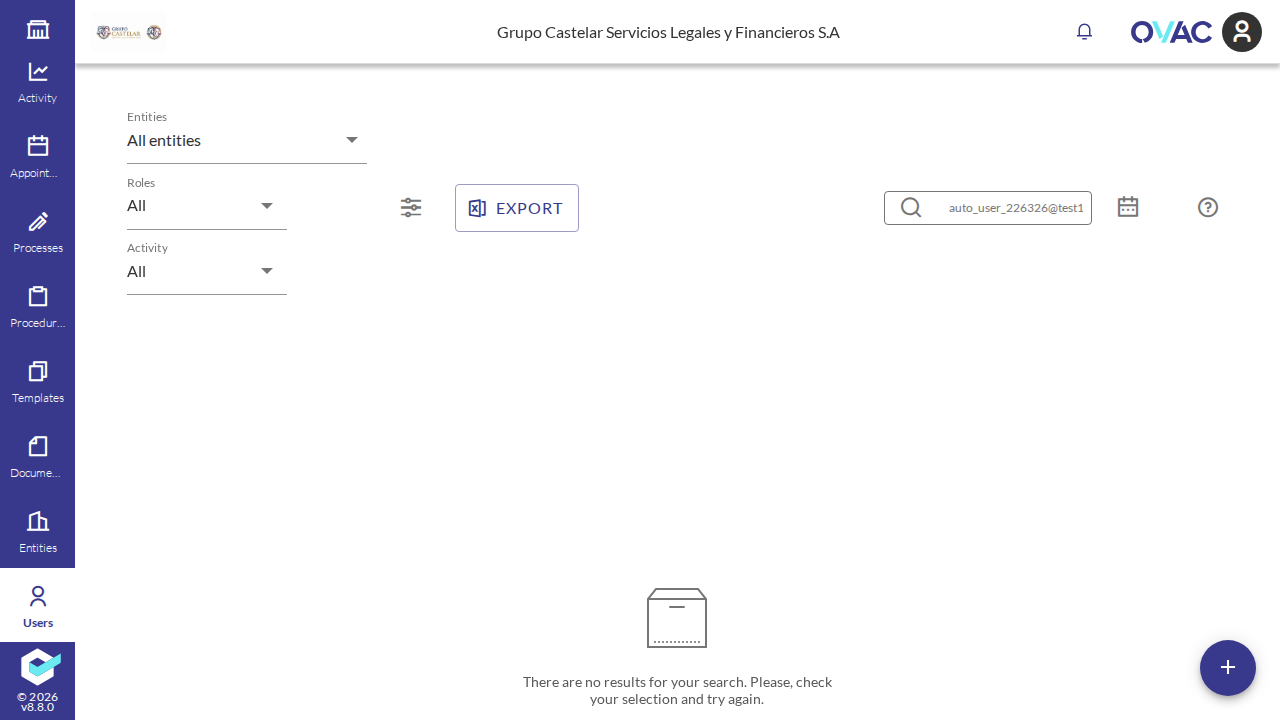 GRUPO
CASTELAR
Grupo Castelar Servicios Legales y Financieros S.A
OVAC
Activity
Appoint...
Processes
Procedur...
Templates
Docume...
Entities
Users
© 2026
v8.8.0
Entities
All entities
Roles
All
EXPORT
auto_user_226326@test1
Activity
All
There are no results for your search. Please, check
your selection and try again.